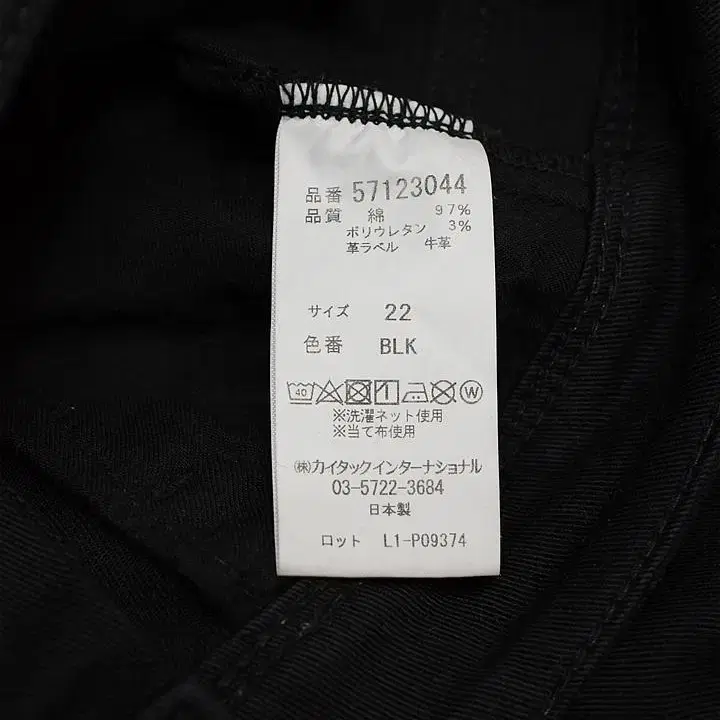 品番 57123044
品質 綿 97%
ポリウレタン 3%
革ラベル 牛革
サイズ 22
色番 BLK
40 W
※洗濯ネット使用
※当て布使用
㈱カイタックインターナショナル
03-5722-3684
日本製
ロット L1-P09374